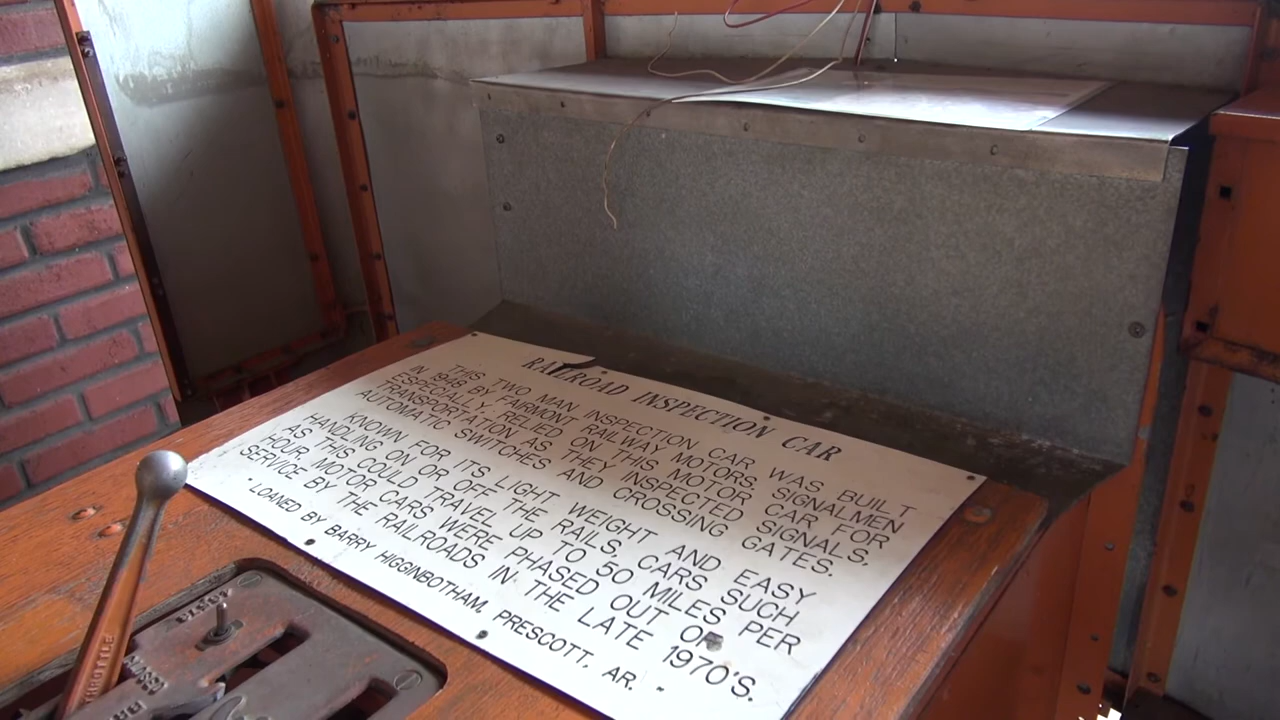 RAILROAD INSPECTION CAR
THIS TWO MAN INSPECTION CAR WAS BUILT
IN 1948 BY FAIRMONT RAILWAY MOTORS. SIGNALMEN
ESPECIALLY, RELIED ON THIS MOTOR CAR FOR
TRANSPORTATION AS THEY INSPECTED SIGNALS,
AUTOMATIC SWITCHES AND CROSSING GATES.
KNOWN FOR ITS LIGHT WEIGHT AND EASY
HANDLING ON OR OFF THE RAILS, CARS SUCH
AS THIS COULD TRAVEL UP TO 50 MILES PER
HOUR. MOTOR CARS WERE PHASED OUT OF
SERVICE BY THE RAILROADS IN THE LATE 1970'S.
"LOANED BY BARRY HIGGINBOTHAM, PRESCOTT, AR."
THROTTLE